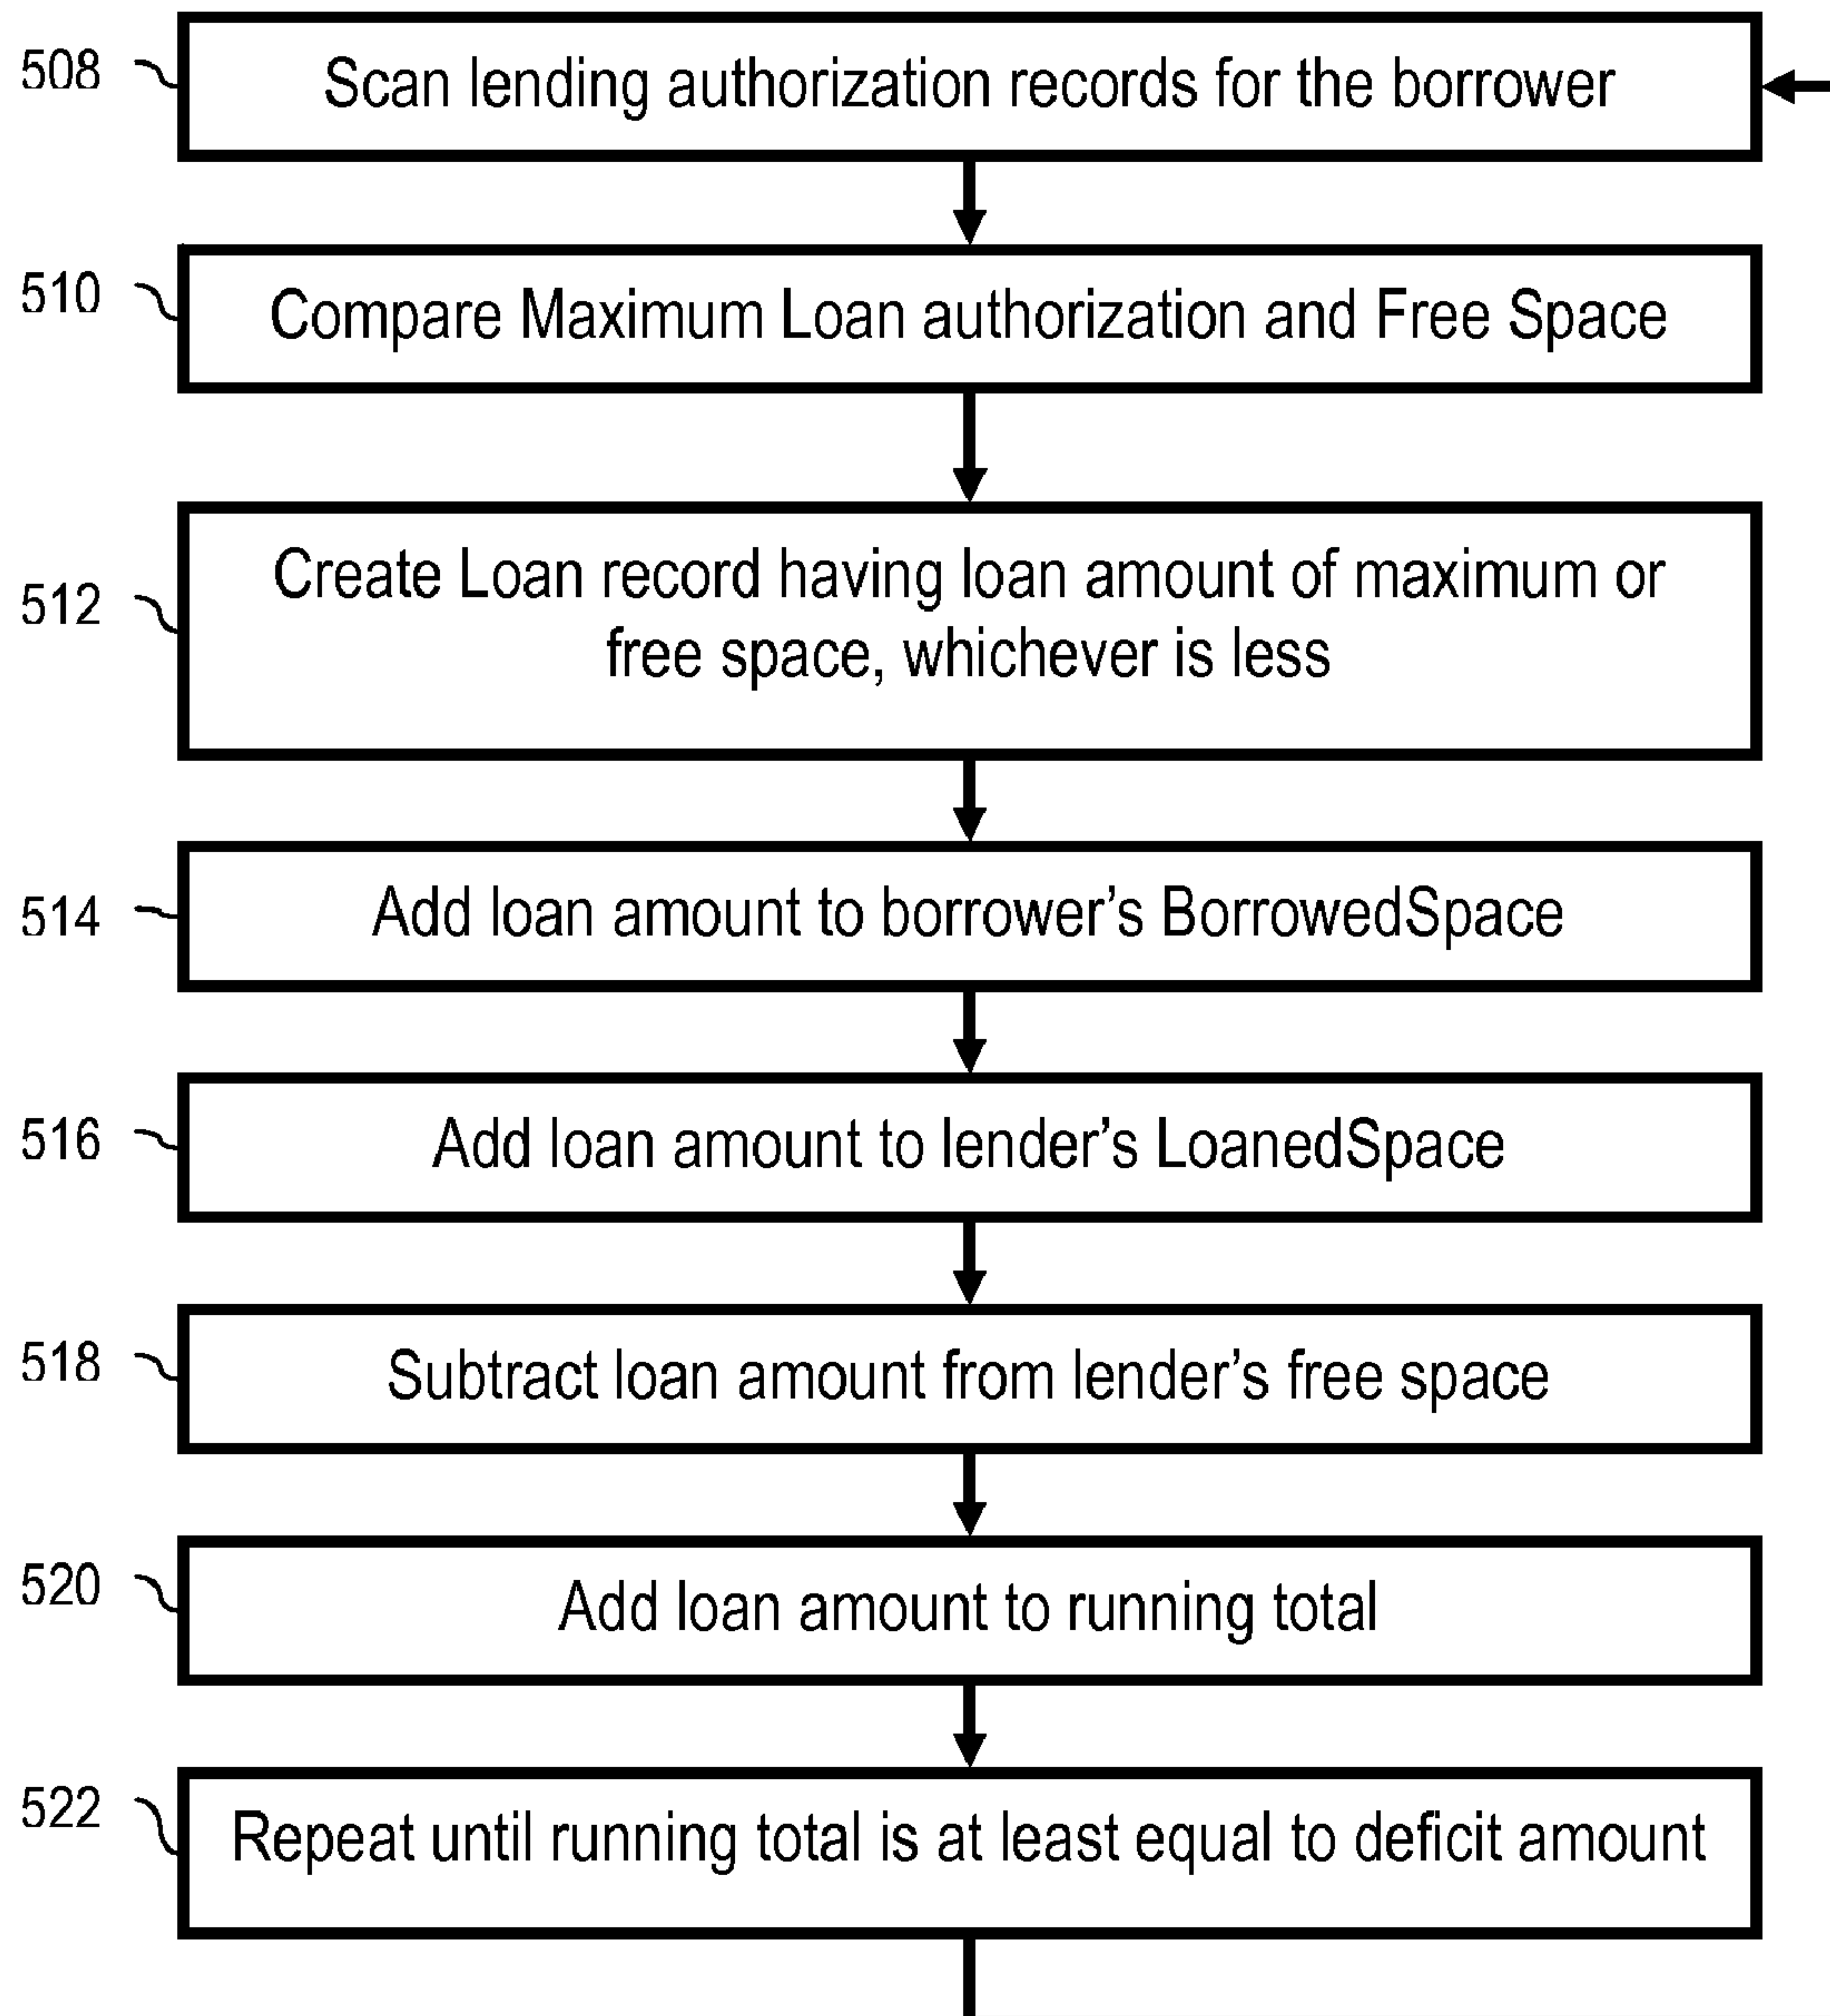 508
Scan lending authorization records for the borrower
510
Compare Maximum Loan authorization and Free Space
512
Create Loan record having loan amount of maximum or
free space, whichever is less
514
Add loan amount to borrower’s BorrowedSpace
516
Add loan amount to lender’s LoanedSpace
518
Subtract loan amount from lender’s free space
520
Add loan amount to running total
522
Repeat until running total is at least equal to deficit amount